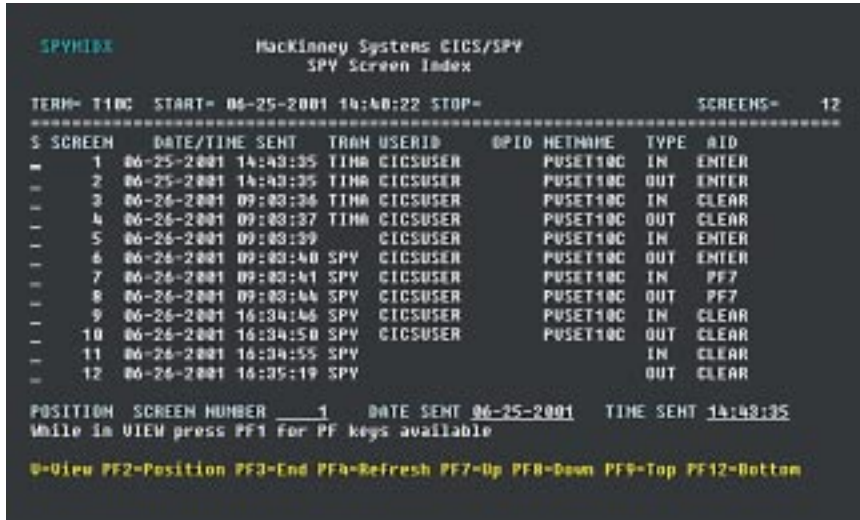 SPYMIDX MacKinney Systems CICS/SPY
SPY Screen Index
TERM= T10C START= 06-25-2001 14:40:22 STOP= SCREENS= 12
S SCREEN DATE/TIME SENT TRAN USERID OPID NETNAME TYPE AID
_ 1 06-25-2001 14:43:35 TIMA CICSUSER PVSET10C IN ENTER
_ 2 06-25-2001 14:43:35 TIMA CICSUSER PVSET10C OUT ENTER
_ 3 06-26-2001 09:03:36 TIMA CICSUSER PVSET10C IN CLEAR
_ 4 06-26-2001 09:03:37 TIMA CICSUSER PVSET10C OUT CLEAR
_ 5 06-26-2001 09:03:39 CICSUSER PVSET10C IN ENTER
_ 6 06-26-2001 09:03:40 SPY CICSUSER PVSET10C OUT ENTER
_ 7 06-26-2001 09:03:41 SPY CICSUSER PVSET10C IN PF7
_ 8 06-26-2001 09:03:44 SPY CICSUSER PVSET10C OUT PF7
_ 9 06-26-2001 16:34:46 SPY CICSUSER PVSET10C IN CLEAR
_ 10 06-26-2001 16:34:50 SPY CICSUSER PVSET10C OUT CLEAR
_ 11 06-26-2001 16:34:55 SPY IN CLEAR
_ 12 06-26-2001 16:35:19 SPY OUT CLEAR
POSITION SCREEN NUMBER ____1 DATE SENT 06-25-2001 TIME SENT 14:43:35
While in VIEW press PF1 for PF keys available
V=View PF2=Position PF3=End PF4=Refresh PF7=Up PF8=Down PF9=Top PF12=Bottom